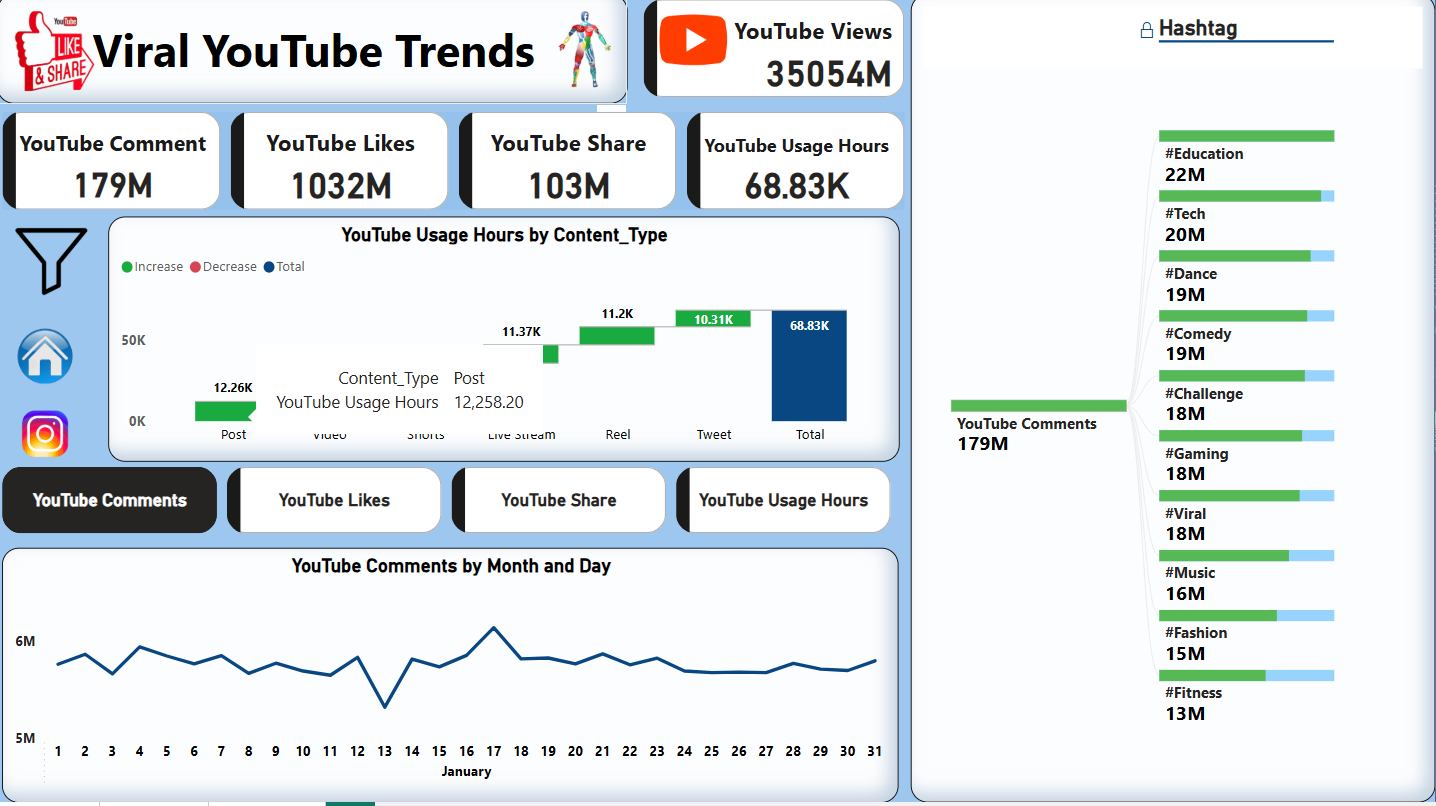 YouTube
LIKE
& SHARE
Viral YouTube Trends
YouTube Views
35054M
YouTube Comment
179M
YouTube Likes
1032M
YouTube Share
103M
YouTube Usage Hours
68.83K
YouTube Usage Hours by Content_Type
Increase Decrease Total
50K
0K
12.26K
11.37K
11.2K
10.31K
68.83K
Content_Type Post
YouTube Usage Hours 12,258.20
Post Video Shorts Live Stream Reel Tweet Total
YouTube Comments
YouTube Likes
YouTube Share
YouTube Usage Hours
YouTube Comments by Month and Day
6M
5M
1 2 3 4 5 6 7 8 9 10 11 12 13 14 15 16 17 18 19 20 21 22 23 24 25 26 27 28 29 30 31
January
Hashtag
YouTube Comments
179M
#Education
22M
#Tech
20M
#Dance
19M
#Comedy
19M
#Challenge
18M
#Gaming
18M
#Viral
18M
#Music
16M
#Fashion
15M
#Fitness
13M